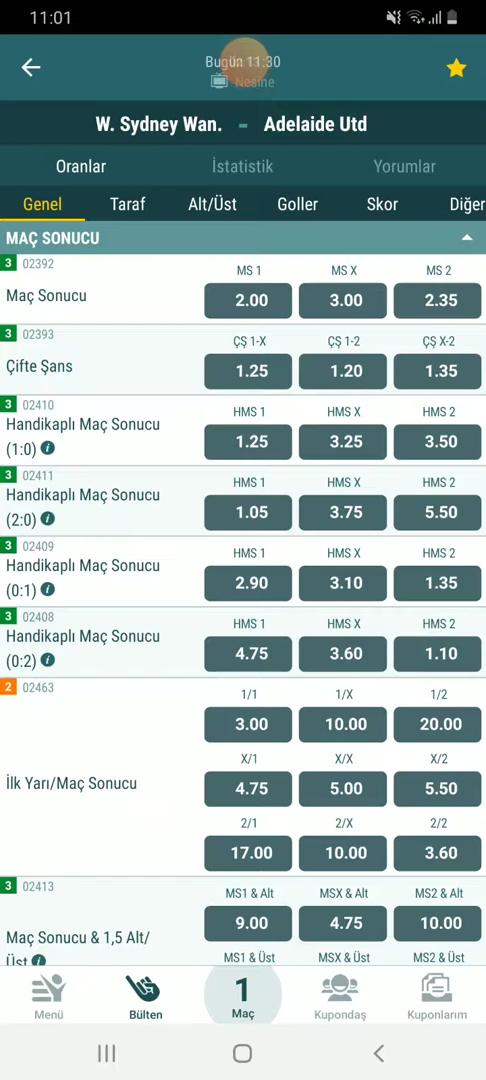 11:01
Bugün 11:30
Nesine
W. Sydney Wan. - Adelaide Utd
Oranlar İstatistik Yorumlar
Genel Taraf Alt/Üst Goller Skor Diğer
MAÇ SONUCU
3 02392
MS 1 MS X MS 2
Maç Sonucu
2.00 3.00 2.35
3 02393
ÇŞ 1-X ÇŞ 1-2 ÇŞ X-2
Çifte Şans
1.25 1.20 1.35
3 02410
HMS 1 HMS X HMS 2
Handikaplı Maç Sonucu
(1:0) i
1.25 3.25 3.50
3 02411
HMS 1 HMS X HMS 2
Handikaplı Maç Sonucu
(2:0) i
1.05 3.75 5.50
3 02409
HMS 1 HMS X HMS 2
Handikaplı Maç Sonucu
(0:1) i
2.90 3.10 1.35
3 02408
HMS 1 HMS X HMS 2
Handikaplı Maç Sonucu
(0:2) i
4.75 3.60 1.10
2 02463
1/1 1/X 1/2
3.00 10.00 20.00
X/1 X/X X/2
İlk Yarı/Maç Sonucu
4.75 5.00 5.50
2/1 2/X 2/2
17.00 10.00 3.60
3 02413
MS1 & Alt MSX & Alt MS2 & Alt
9.00 4.75 10.00
Maç Sonucu & 1,5 Alt/
Üst i
MS1 & Üst MSX & Üst MS2 & Üst
1
Menü Bülten Maç Kupondaş Kuponlarım